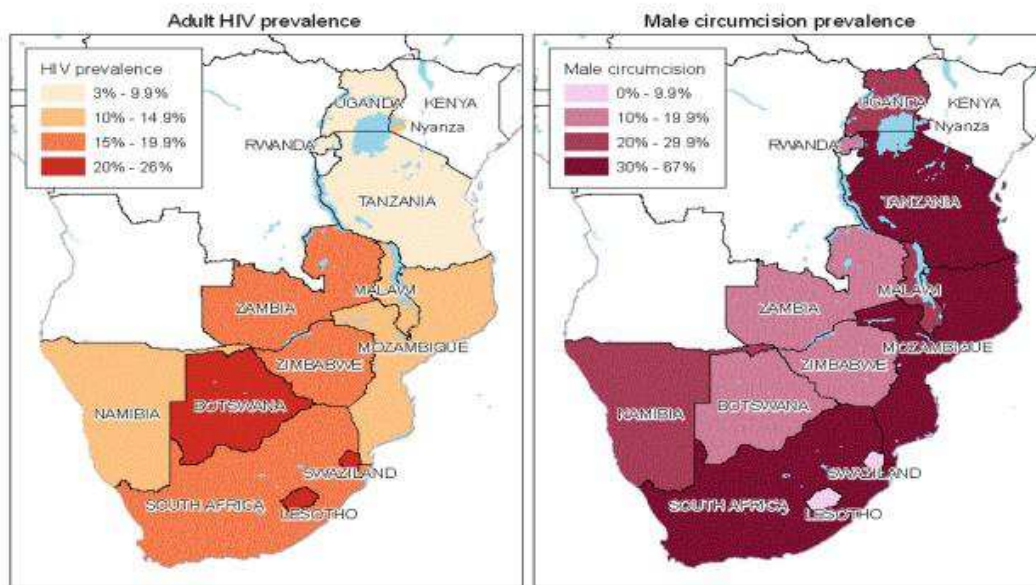 Adult HIV prevalence
HIV prevalence
3% - 9.9%
10% - 14.9%
15% - 19.9%
20% - 26%
UGANDA
KENYA
Nyanza
RWANDA
TANZANIA
MALAWI
ZAMBIA
MOZAMBIQUE
ZIMBABWE
NAMIBIA
BOTSWANA
SWAZILAND
SOUTH AFRICA
LESOTHO
Male circumcision prevalence
Male circumcision
0% - 9.9%
10% - 19.9%
20% - 29.9%
30% - 67%
UGANDA
KENYA
Nyanza
RWANDA
TANZANIA
MALAWI
ZAMBIA
MOZAMBIQUE
ZIMBABWE
NAMIBIA
BOTSWANA
SWAZILAND
SOUTH AFRICA
LESOTHO